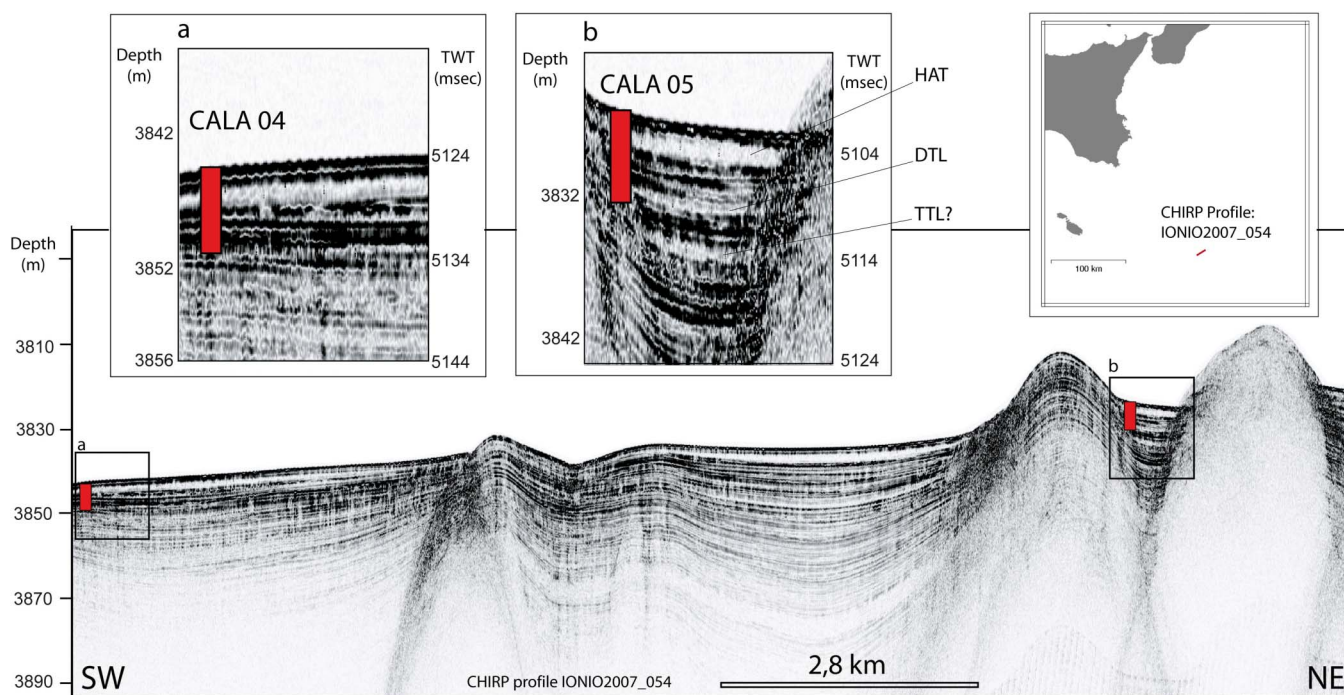 a
Depth
(m)
TWT
(msec)
CALA 04
3842
5124
5134
3852
3856
5144
b
Depth
(m)
TWT
(msec)
CALA 05
HAT
5104
DTL
3832
TTL?
5114
3842
5124
CHIRP Profile:
IONIO2007_054
100 km
Depth
(m)
3810
3830
3850
3870
3890
a
b
SW
CHIRP profile IONIO2007_054
2,8 km
NE